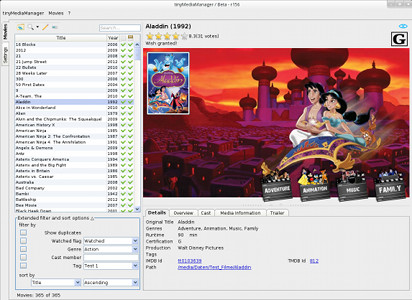 tinyMediaManager / Beta - r156
tinyMediaManager Movies ?
Movies
Settings
Search...
Title Year
16 Blocks 2006
2012 2009
21 2008
21 Jump Street 2012
22 Bullets 2010
28 Weeks Later 2007
300 2006
50 First Dates 2004
9 2009
A-Team, The 2010
Aladdin 1992
Alice in Wonderland 2010
Alien 1979
Alvin and the Chipmunks: The Squeakquel 2009
American History X 1998
American Ninja 1985
American Ninja 2: The Confrontation 1987
American Ninja 4: The Annihilation 1991
Angels & Demons 2009
Antz 1998
Asterix Conquers America 1994
Asterix and the Big Fight 1989
Asterix in Britain 1986
Asterix vs. Caesar 1985
Australia 2008
Bad Company 2002
Bambi 1942
Battleship 2012
Bee Movie 2007
Black Hawk Down 2001
Extended filter and sort options
filter by
Show duplicates
Watched flag Watched
Genre Action
Cast member
Tag Test 1
sort by
Title Ascending
Movies: 365 of 365
Aladdin (1992)
Wish granted!
G
Aladdin
ADVENTURE
ANIMATION
MUSIC
FAMILY
Details Overview Cast Media Information Trailer
Original Title Aladdin
Genres Adventure, Animation, Music, Family
Runtime 90 min
Certification G
Production Walt Disney Pictures
Tags
IMDB Id tt0103639 TMDB Id 812
Path /media/Daten/Test_Filme/Aladdin